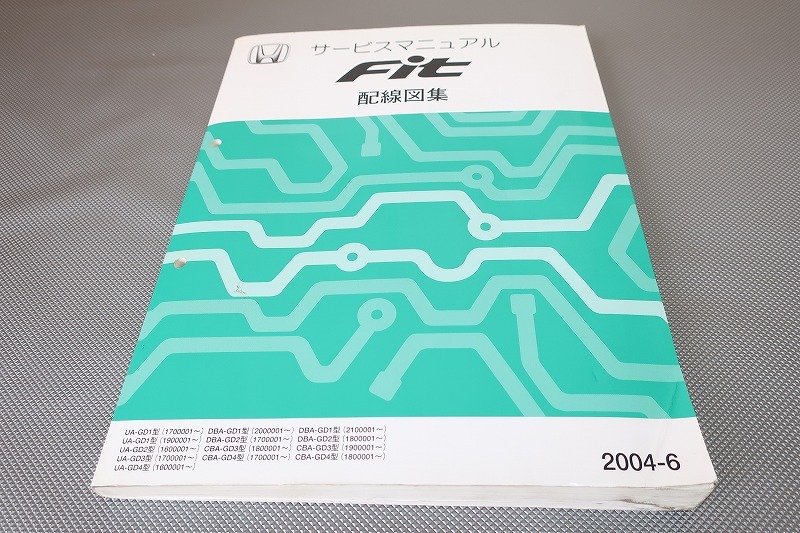 サービスマニュアル
Fit
配線図集
UA-GD1型 (1700001～) DBA-GD1型 (2000001～) DBA-GD1型 (2100001～)
UA-GD1型 (1900001～) DBA-GD2型 (1700001～) DBA-GD2型 (1800001～)
UA-GD2型 (1600001～) CBA-GD3型 (1800001～) CBA-GD3型 (1900001～)
UA-GD3型 (1700001～) CBA-GD4型 (1700001～) CBA-GD4型 (1800001～)
UA-GD4型 (1600001～)
2004-6